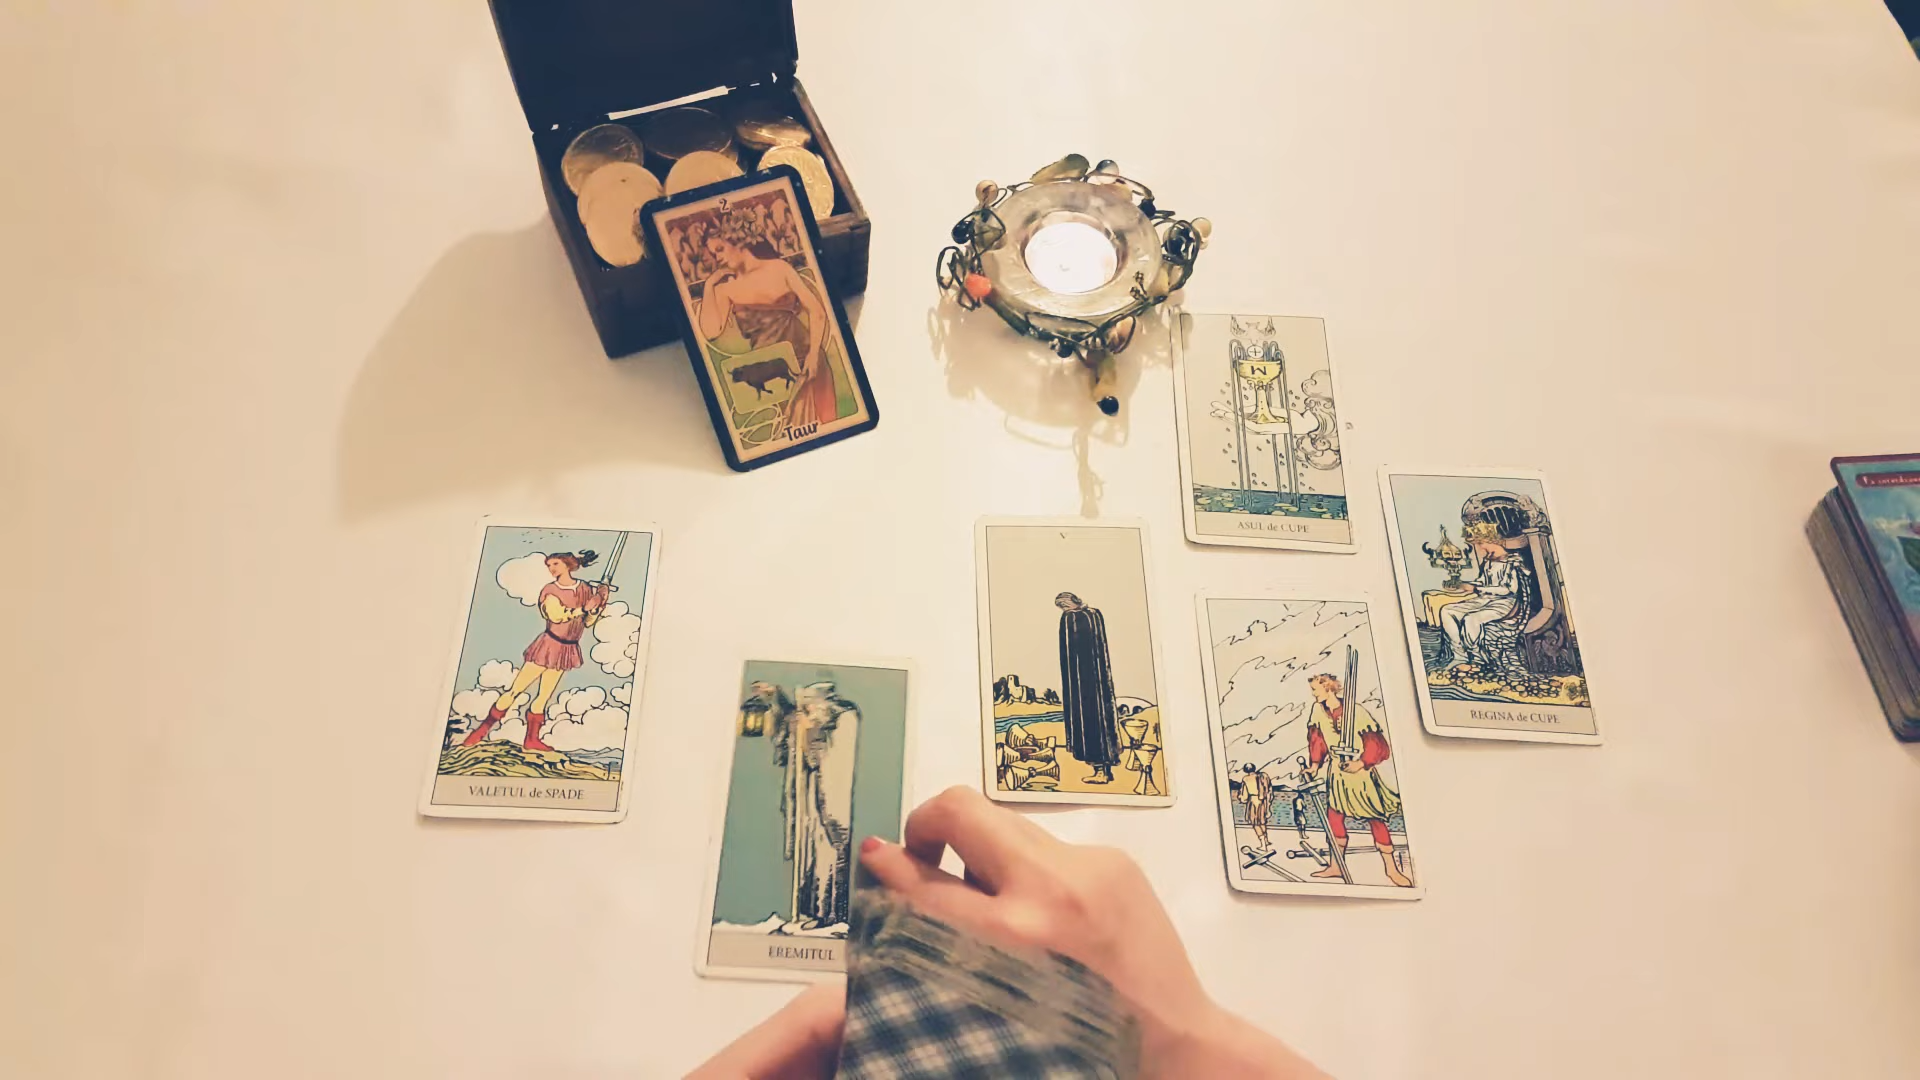 2
Taur
M
ASUL de CUPE
V
VALETUL de SPADE
REGINA de CUPE
EREMITUL